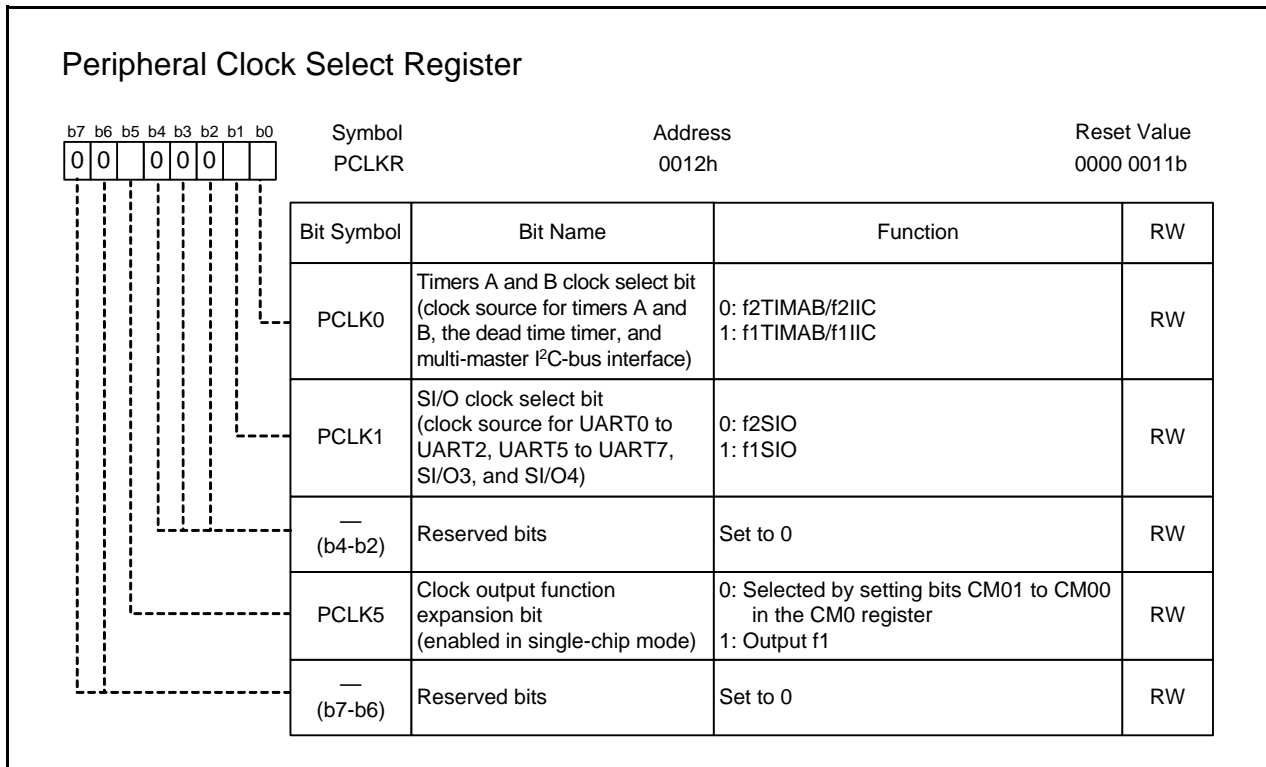 Peripheral Clock Select Register
b7 b6 b5 b4 b3 b2 b1 b0
Symbol Address Reset Value
0 0 0 0 0
PCLKR 0012h 0000 0011b
Bit Symbol Bit Name Function RW
PCLK0
Timers A and B clock select bit
(clock source for timers A and
B, the dead time timer, and
multi-master I²C-bus interface)
0: f2TIMAB/f2IIC
1: f1TIMAB/f1IIC
RW
PCLK1
SI/O clock select bit
(clock source for UART0 to
UART2, UART5 to UART7,
SI/O3, and SI/O4)
0: f2SIO
1: f1SIO
RW
—
(b4-b2)
Reserved bits
Set to 0
RW
PCLK5
Clock output function
expansion bit
(enabled in single-chip mode)
0: Selected by setting bits CM01 to CM00
in the CM0 register
1: Output f1
RW
—
(b7-b6)
Reserved bits
Set to 0
RW